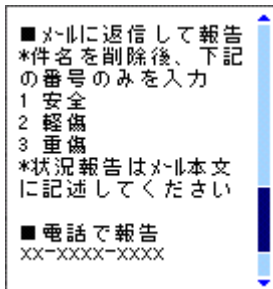 ■ﾒｰﾙに返信して報告
*件名を削除後、下記
の番号のみを入力
1 安全
2 軽傷
3 重傷
*状況報告はﾒｰﾙ本文
に記述してください
■電話で報告
XX-XXXX-XXXX